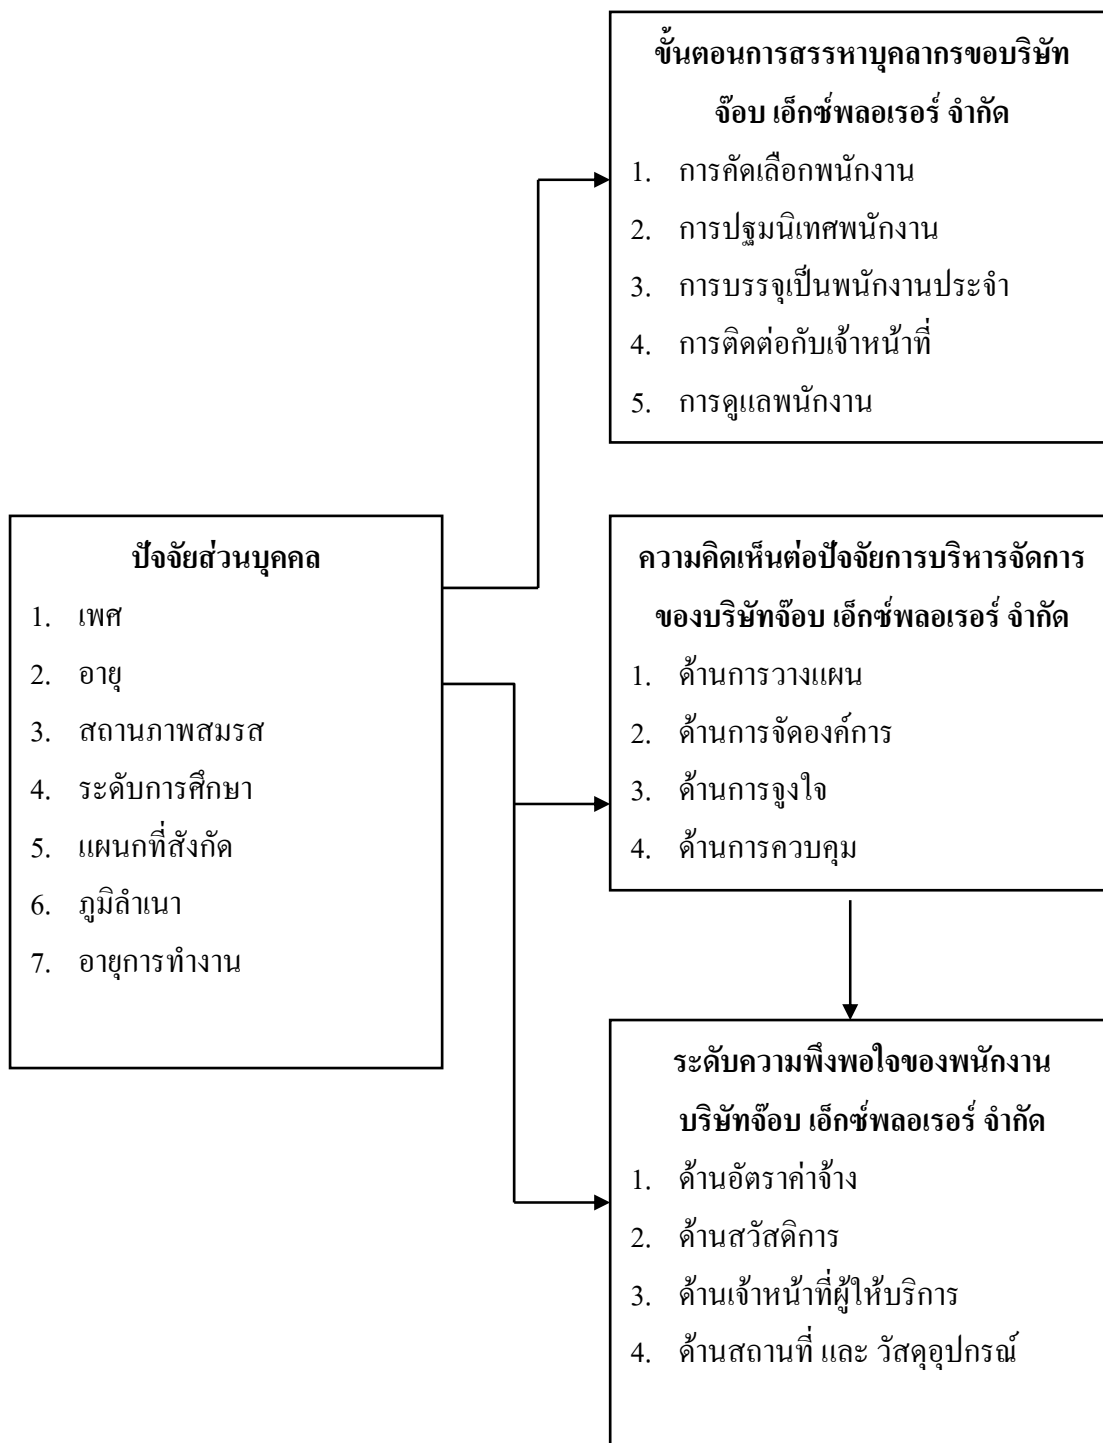 ขั้นตอนการสรรหาบุคลากรขอบริษัท
จ๊อบ เอ็กซ์พลอเรอร์ จำกัด
1. การคัดเลือกพนักงาน
2. การปฐมนิเทศพนักงาน
3. การบรรจุเป็นพนักงานประจำ
4. การติดต่อกับเจ้าหน้าที่
5. การดูแลพนักงาน
ปัจจัยส่วนบุคคล
1. เพศ
2. อายุ
3. สถานภาพสมรส
4. ระดับการศึกษา
5. แผนกที่สังกัด
6. ภูมิลำเนา
7. อายุการทำงาน
ความคิดเห็นต่อปัจจัยการบริหารจัดการ
ของบริษัทจ๊อบ เอ็กซ์พลอเรอร์ จำกัด
1. ด้านการวางแผน
2. ด้านการจัดองค์การ
3. ด้านการจูงใจ
4. ด้านการควบคุม
ระดับความพึงพอใจของพนักงาน
บริษัทจ๊อบ เอ็กซ์พลอเรอร์ จำกัด
1. ด้านอัตราค่าจ้าง
2. ด้านสวัสดิการ
3. ด้านเจ้าหน้าที่ผู้ให้บริการ
4. ด้านสถานที่ และ วัสดุอุปกรณ์